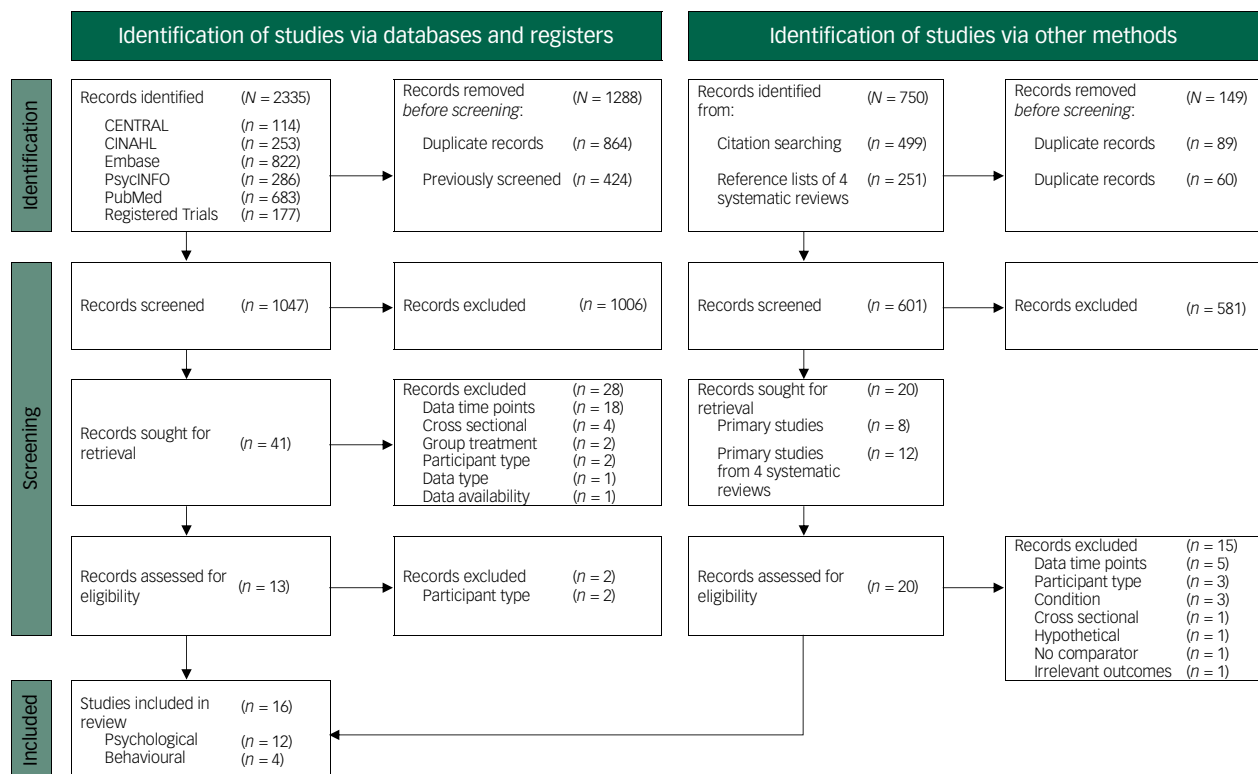 Identification of studies via databases and registers
Identification of studies via other methods
Identification
Records identified (N = 2335)
CENTRAL (n = 114)
CINAHL (n = 253)
Embase (n = 822)
PsycINFO (n = 286)
PubMed (n = 683)
Registered Trials (n = 177)
Records removed (N = 1288)
before screening:
Duplicate records (n = 864)
Previously screened (n = 424)
Records identified (N = 750)
from:
Citation searching (n = 499)
Reference lists of 4 (n = 251)
systematic reviews
Records removed (N = 149)
before screening:
Duplicate records (n = 89)
Duplicate records (n = 60)
Screening
Records screened (n = 1047)
Records excluded (n = 1006)
Records screened (n = 601)
Records excluded (n = 581)
Records sought for
retrieval (n = 41)
Records excluded (n = 28)
Data time points (n = 18)
Cross sectional (n = 4)
Group treatment (n = 2)
Participant type (n = 2)
Data type (n = 1)
Data availability (n = 1)
Records sought for (n = 20)
retrieval
Primary studies (n = 8)
Primary studies (n = 12)
from 4 systematic
reviews
Records assessed for
eligibility (n = 13)
Records excluded (n = 2)
Participant type (n = 2)
Records assessed for
eligibility (n = 20)
Records excluded (n = 15)
Data time points (n = 5)
Participant type (n = 3)
Condition (n = 3)
Cross sectional (n = 1)
Hypothetical (n = 1)
No comparator (n = 1)
Irrelevant outcomes (n = 1)
Included
Studies included in (n = 16)
review
Psychological (n = 12)
Behavioural (n = 4)